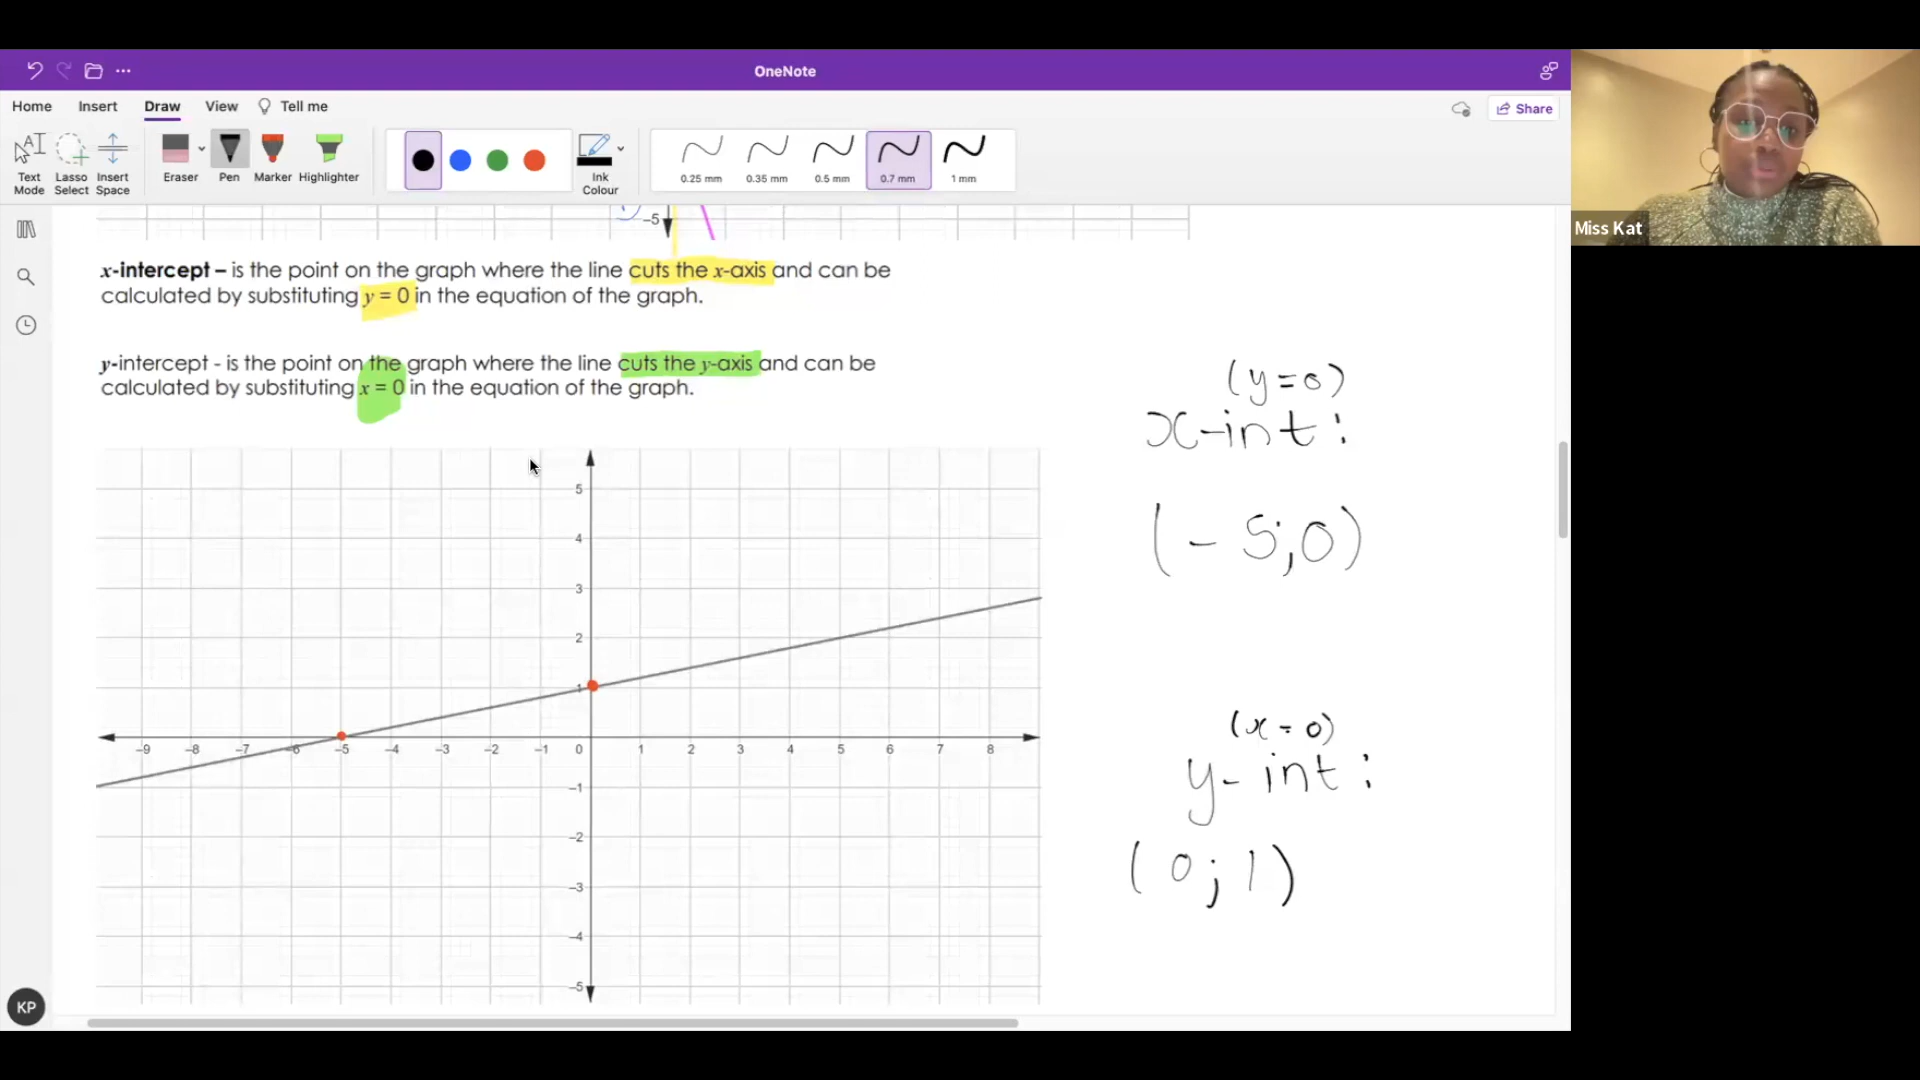 OneNote
Home Insert Draw View Tell me
Share
Text Mode
Lasso Select
Insert Space
Eraser
Pen
Marker
Highlighter
Ink Colour
0.25 mm
0.35 mm
0.5 mm
0.7 mm
1 mm
Miss Kat
-5
x-intercept – is the point on the graph where the line cuts the x-axis and can be
calculated by substituting y = 0 in the equation of the graph.
y-intercept - is the point on the graph where the line cuts the y-axis and can be
calculated by substituting x = 0 in the equation of the graph.
(y=0)
x-int:
(-5;0)
(x=0)
y-int:
(0;1)
5
4
3
2
1
-9 -8 -7 -6 -5 -4 -3 -2 -1 0 1 2 3 4 5 6 7 8
-1
-2
-3
-4
-5
KP